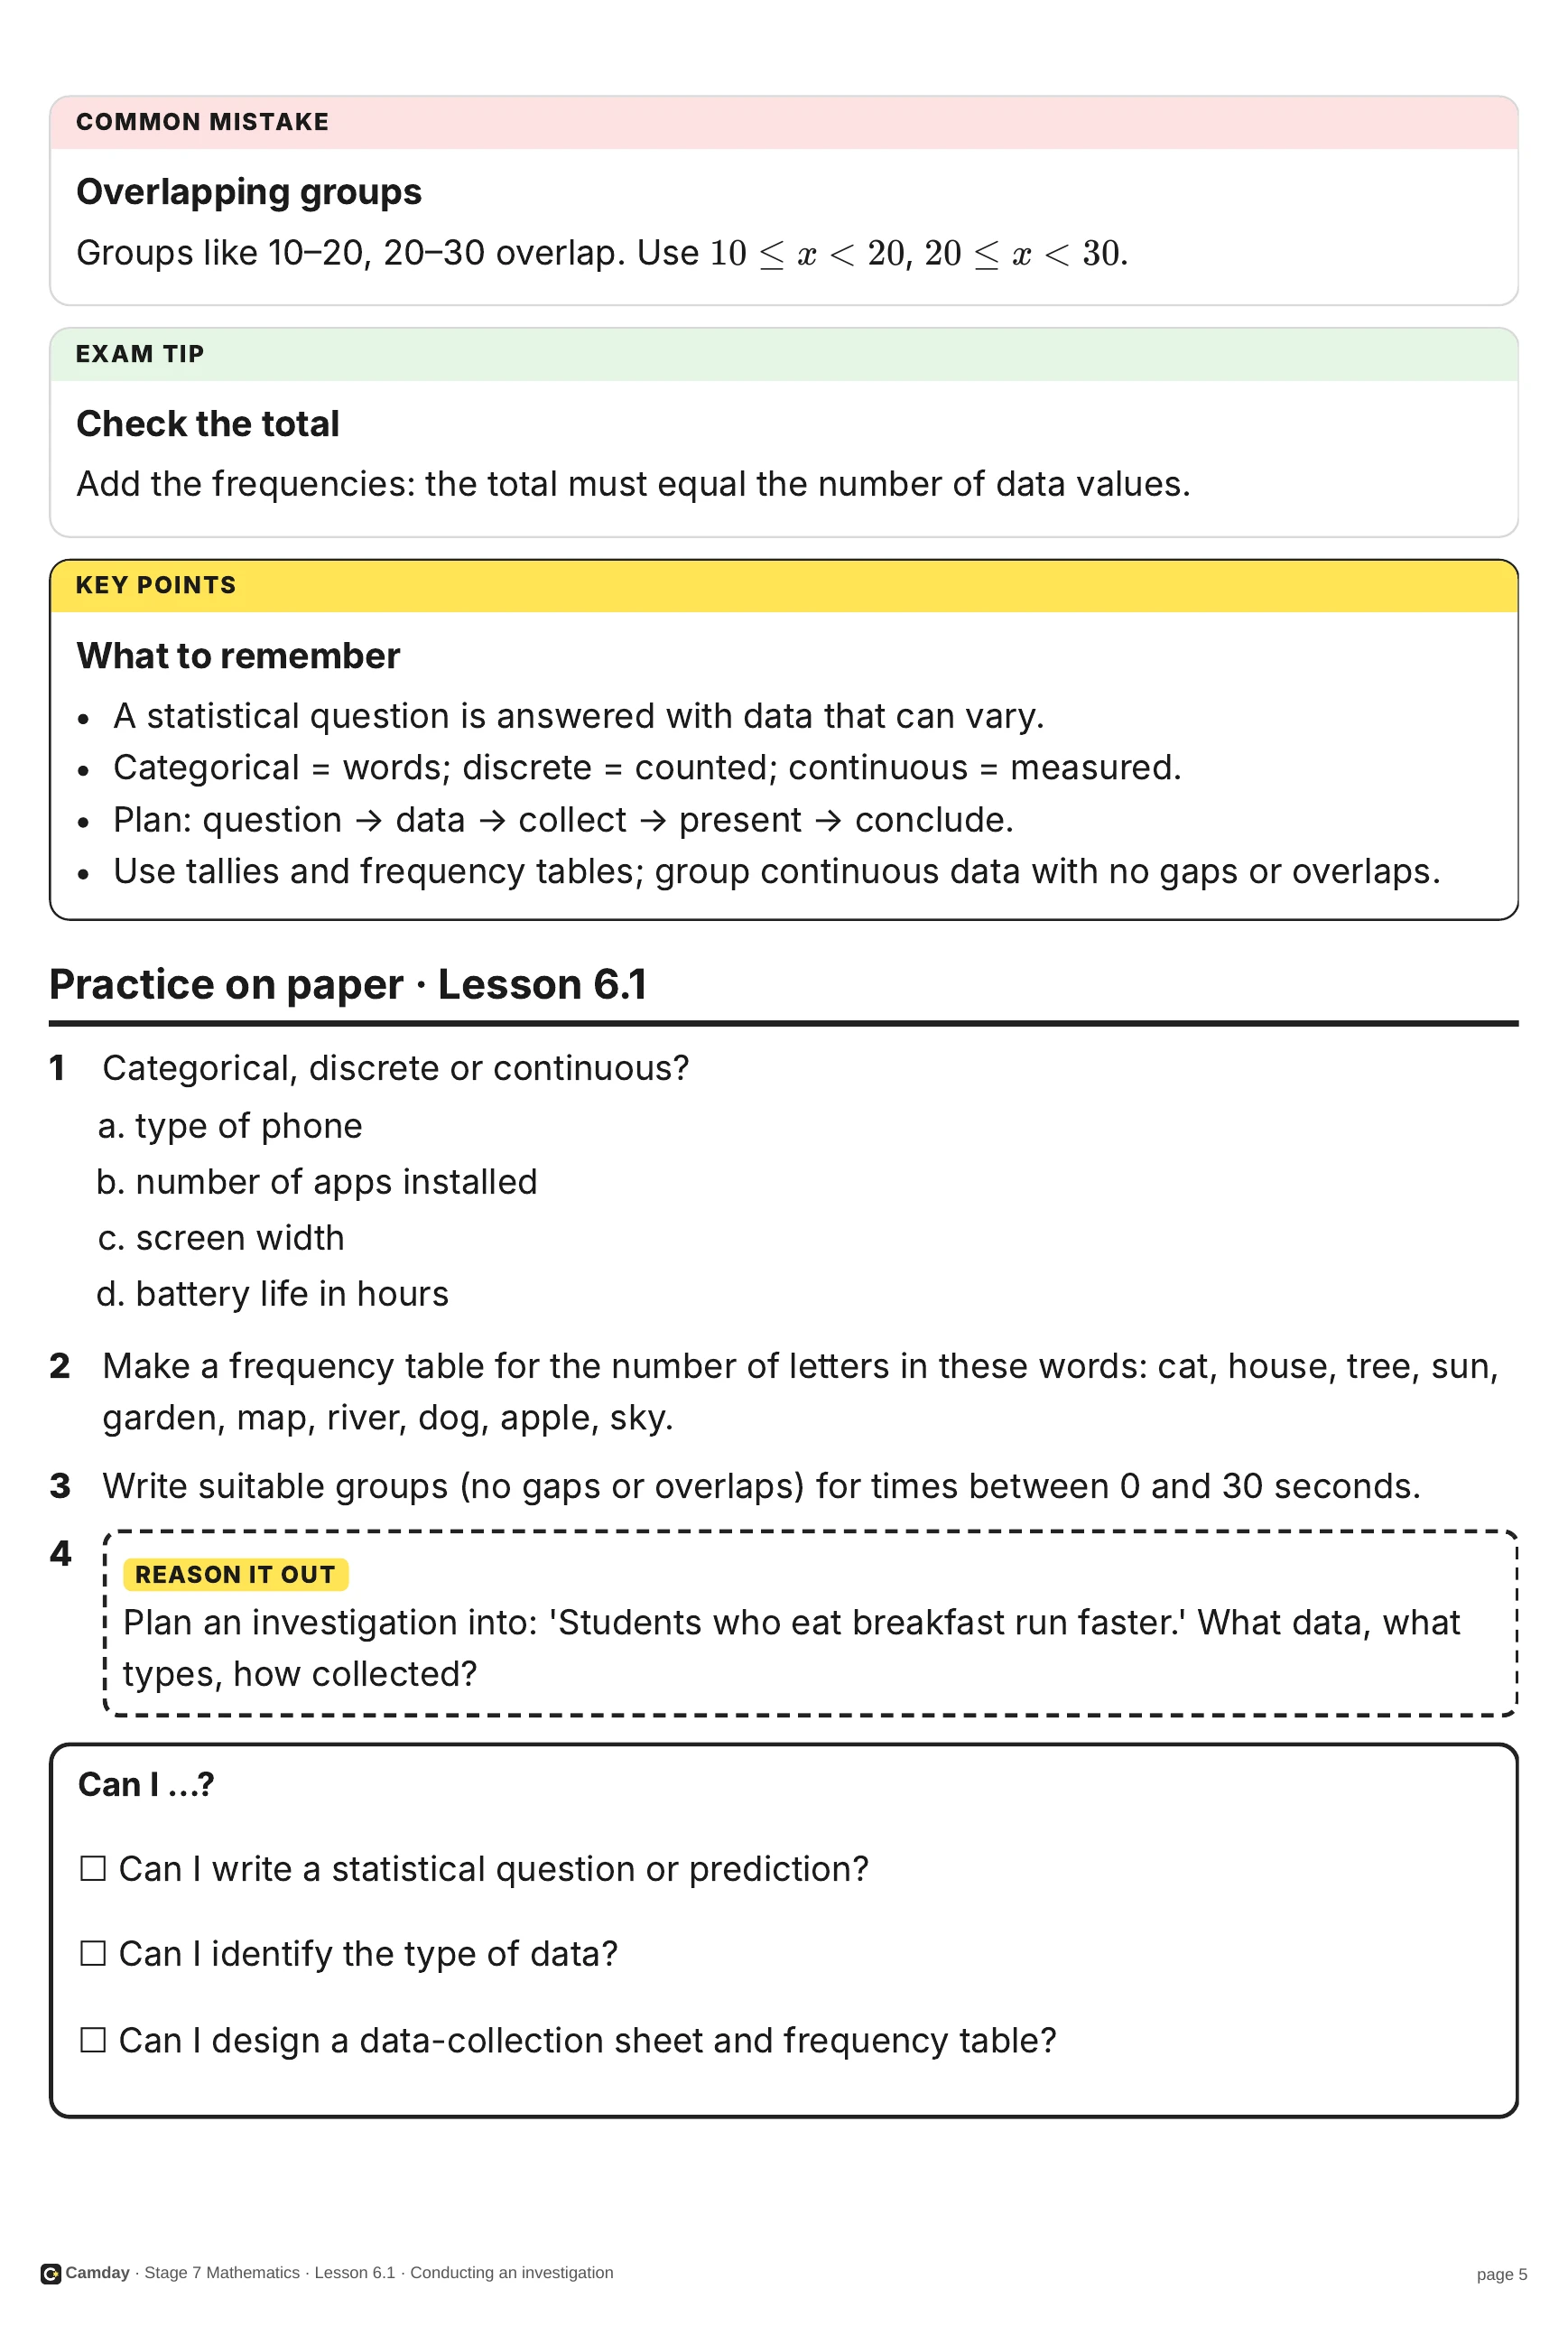 COMMON MISTAKE
Overlapping groups
Groups like 10–20, 20–30 overlap. Use 10 ≤ x < 20, 20 ≤ x < 30.
EXAM TIP
Check the total
Add the frequencies: the total must equal the number of data values.
KEY POINTS
What to remember
• A statistical question is answered with data that can vary.
• Categorical = words; discrete = counted; continuous = measured.
• Plan: question → data → collect → present → conclude.
• Use tallies and frequency tables; group continuous data with no gaps or overlaps.
Practice on paper · Lesson 6.1
1 Categorical, discrete or continuous?
a. type of phone
b. number of apps installed
c. screen width
d. battery life in hours
2 Make a frequency table for the number of letters in these words: cat, house, tree, sun,
garden, map, river, dog, apple, sky.
3 Write suitable groups (no gaps or overlaps) for times between 0 and 30 seconds.
4 REASON IT OUT
Plan an investigation into: 'Students who eat breakfast run faster.' What data, what
types, how collected?
Can I …?
☐ Can I write a statistical question or prediction?
☐ Can I identify the type of data?
☐ Can I design a data-collection sheet and frequency table?
Camday · Stage 7 Mathematics · Lesson 6.1 · Conducting an investigation
page 5